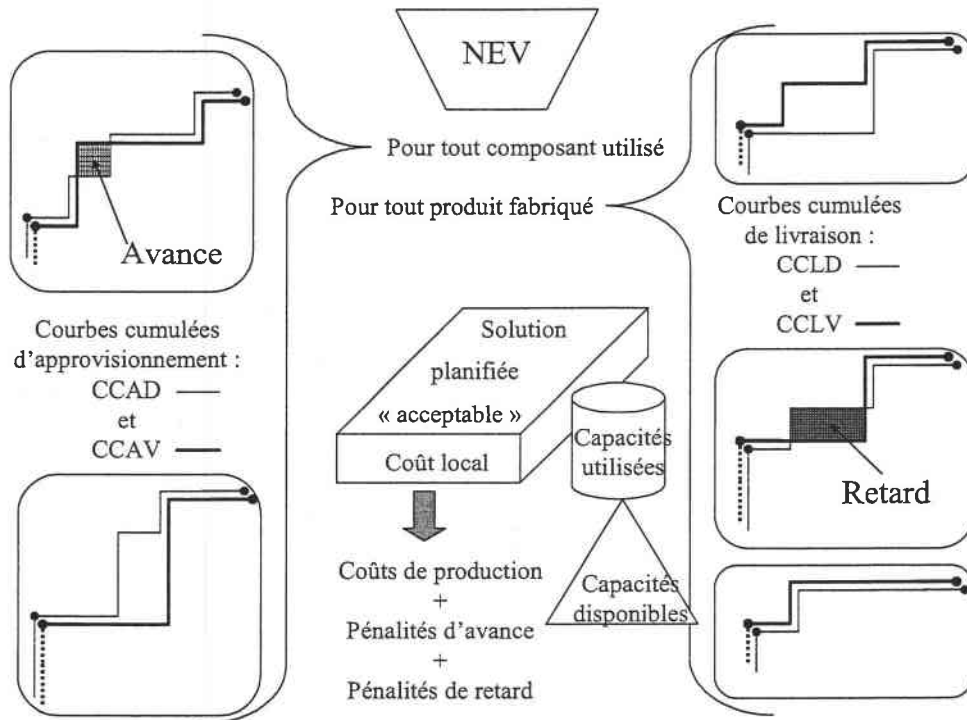 NEV
Pour tout composant utilisé
Pour tout produit fabriqué
Avance
Courbes cumulées
d'approvisionnement :
CCAD
et
CCAV
Solution
planifiée
« acceptable »
Coût local
Capacités
utilisées
Capacités
disponibles
Coûts de production
+
Pénalités d'avance
+
Pénalités de retard
Courbes cumulées
de livraison :
CCLD
et
CCLV
Retard